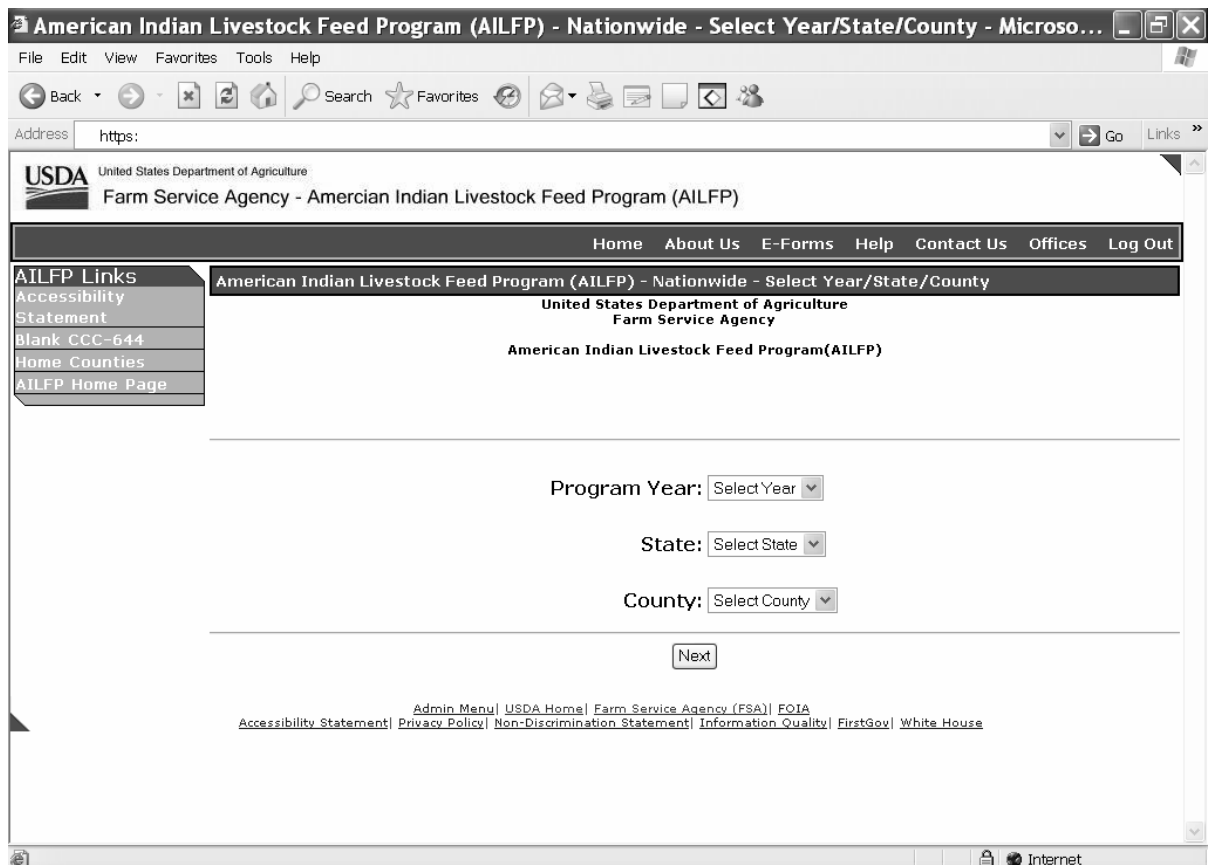 American Indian Livestock Feed Program (AILFP) - Nationwide - Select Year/State/County - Microso...
File Edit View Favorites Tools Help
Back Search Favorites
Address https: Go Links »
USDA United States Department of Agriculture
Farm Service Agency - Amercian Indian Livestock Feed Program (AILFP)
Home About Us E-Forms Help Contact Us Offices Log Out
AILFP Links
Accessibility
Statement
Blank CCC-644
Home Counties
AILFP Home Page
American Indian Livestock Feed Program (AILFP) - Nationwide - Select Year/State/County
United States Department of Agriculture
Farm Service Agency
American Indian Livestock Feed Program(AILFP)
Program Year: Select Year
State: Select State
County: Select County
Next
Admin Menu| USDA Home| Farm Service Agency (FSA)| FOIA
Accessibility Statement| Privacy Policy| Non-Discrimination Statement| Information Quality| FirstGov| White House
Internet